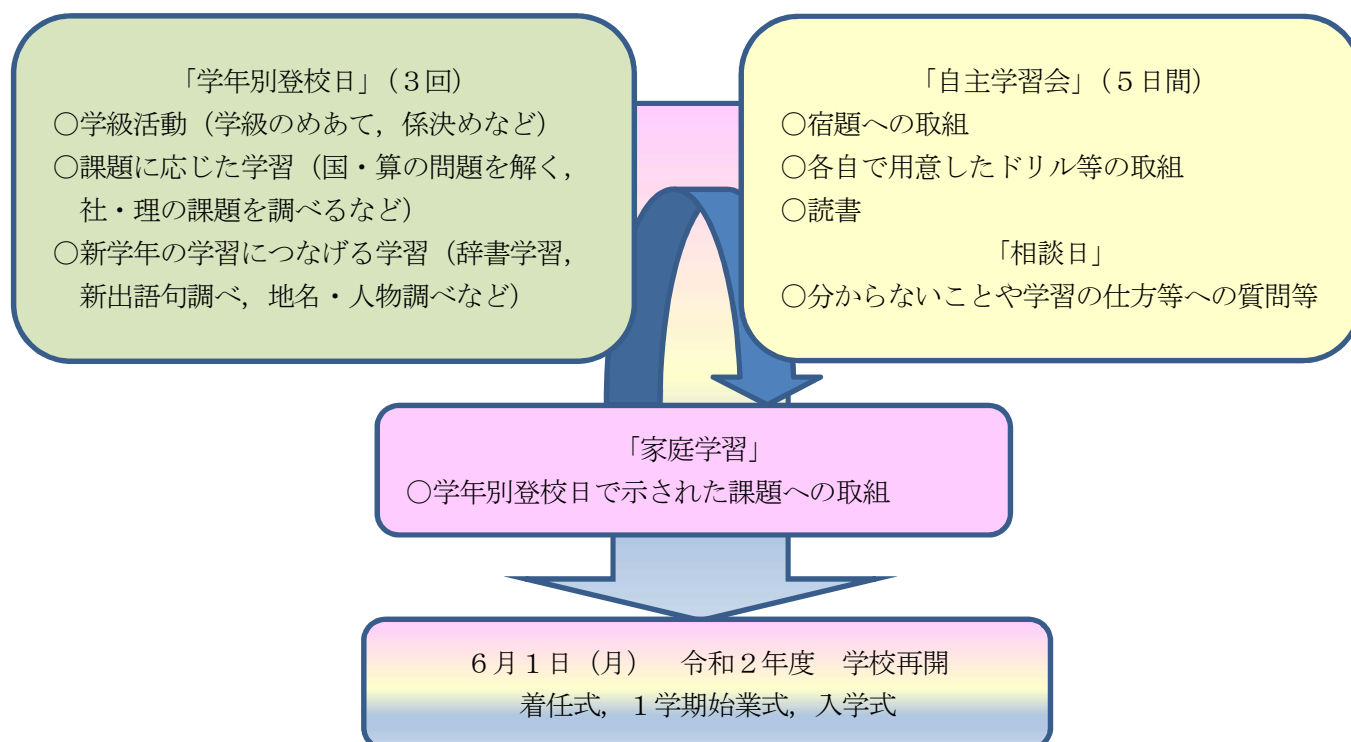 「学年別登校日」(３回)
○学級活動(学級のめあて，係決めなど)
○課題に応じた学習(国・算の問題を解く，
社・理の課題を調べるなど)
○新学年の学習につなげる学習(辞書学習，
新出語句調べ，地名・人物調べなど)
「自主学習会」(５日間)
○宿題への取組
○各自で用意したドリル等の取組
○読書
「相談日」
○分からないことや学習の仕方等への質問等
「家庭学習」
○学年別登校日で示された課題への取組
６月１日(月)　令和２年度　学校再開
着任式，１学期始業式，入学式